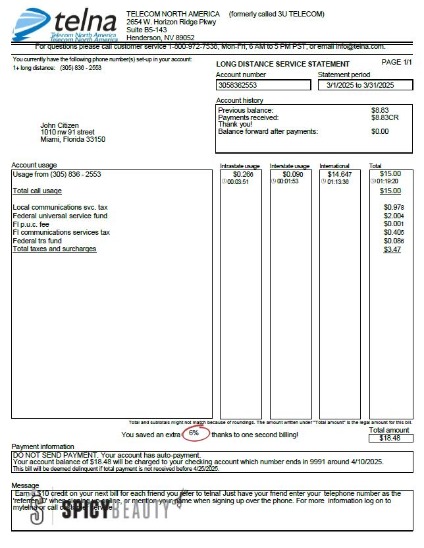 telna
Telecom North America
TELECOM NORTH AMERICA (formerly called 3U TELECOM)
2654 W. Horizon Ridge Pkwy
Suite B5-143
Henderson, NV 89052
For questions please call customer service 1-800-972-7538, Mon-Fri, 6 AM to 5 PM PST, or email info@telna.com.
You currently have the following phone number(s) set-up in your account:
1+ long distance: (305) 836 - 2553
LONG DISTANCE SERVICE STATEMENT
PAGE 1/1
Account number Statement period
3058362553 3/1/2025 to 3/31/2025
John Citizen
1010 nw 91 street
Miami, Florida 33150
Account history
Previous balance: $8.83
Payments received: $8.83CR
Thank you!
Balance forward after payments: $0.00
Account usage Intrastate usage Interstate usage International Total
Usage from (305) 836 - 2553 $0.266 $0.090 $14.647 $15.00
00:03:51 00:01:53 01:13:36 01:19:20
Total call usage $15.00
Local communications svc. tax $0.978
Federal universal service fund $2.004
Fl p.u.c. fee $0.001
Fl communications services tax $0.405
Federal trs fund $0.086
Total taxes and surcharges $3.47
Total and subtotals might not match because of roundings. The amount written under "Total amount" is the legal amount for this bill.
You saved an extra 6% thanks to one second billing!
Total amount
$18.48
Payment information
DO NOT SEND PAYMENT. Your account has auto-payment.
Your account balance of $18.48 will be charged to your checking account which number ends in 9991 around 4/10/2025.
This bill will be deemed delinquent if total payment is not received before 4/25/2025.
Message
Earn a $10 credit on your next bill for each friend you refer to telna! Just have your friend enter your telephone number as the
"referred by" when signing up online, or mention your name when signing up over the phone. For more information log on to
mytelna or call customer service.
SPICYBEAUTY